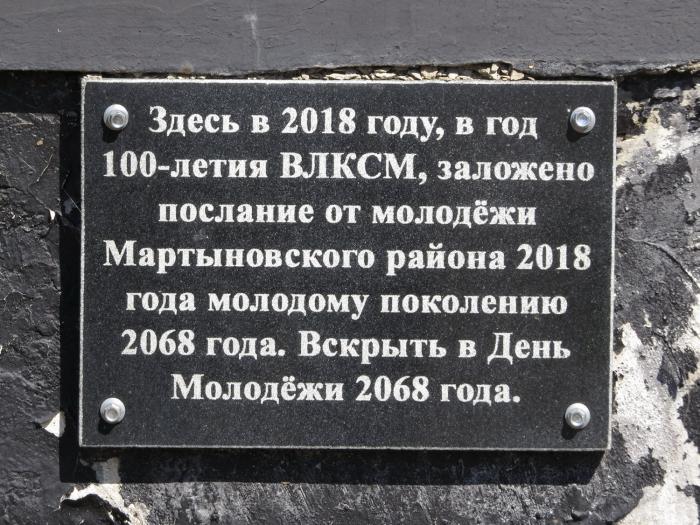 Здесь в 2018 году, в год
100-летия ВЛКСМ, заложено
послание от молодёжи
Мартыновского района 2018
года молодому поколению
2068 года. Вскрыть в День
Молодёжи 2068 года.